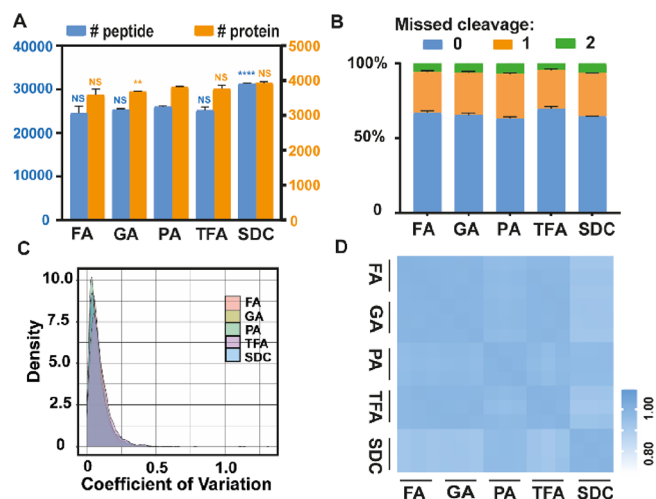 A
# peptide
# protein
40000
30000
20000
10000
0
5000
4000
3000
2000
1000
0
NS
NS
NS
**
NS
NS
****
NS
FA
GA
PA
TFA
SDC
B
Missed cleavage:
0
1
2
100%
50%
0
FA
GA
PA
TFA
SDC
C
Density
10.0
7.5
5.0
2.5
0
FA
GA
PA
TFA
SDC
0
0.5
1.0
Coefficient of Variation
D
FA
GA
PA
TFA
SDC
FA
GA
PA
TFA
SDC
1.00
0.80